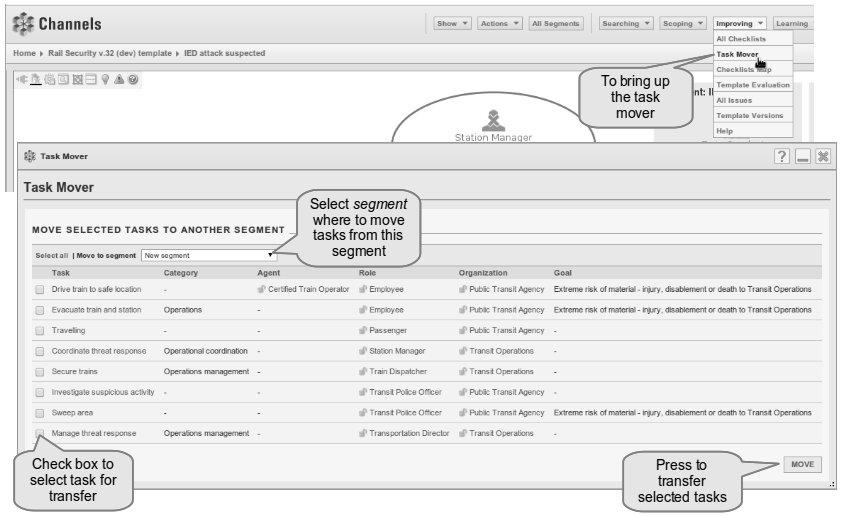 Channels
Show ▼ Actions ▼ All Segments Searching ▼ Scoping ▼ Improving ▼ Learning
Home ▸ Rail Security v.32 (dev) template ▸ IED attack suspected
All Checklists
Task Mover
Checklists Map
Template Evaluation
All Issues
Template Versions
Help
To bring up
the task
mover
Station Manager
Task Mover
Task Mover
Select segment
where to move
tasks from this
segment
MOVE SELECTED TASKS TO ANOTHER SEGMENT
Select all | Move to segment New segment
Task Category Agent Role Organization Goal
Drive train to safe location - Certified Train Operator Employee Public Transit Agency Extreme risk of material - injury, disablement or death to Transit Operations
Evacuate train and station Operations - Employee Public Transit Agency Extreme risk of material - injury, disablement or death to Transit Operations
Travelling - - Passenger Public Transit Agency -
Coordinate threat response Operational coordination - Station Manager Transit Operations -
Secure trains Operations management - Train Dispatcher Transit Operations -
Investigate suspicious activity - - Transit Police Officer Public Transit Agency -
Sweep area - - Transit Police Officer Public Transit Agency Extreme risk of material - injury, disablement or death to Transit Operations
Manage threat response Operations management - Transportation Director Transit Operations -
Check box to
select task for
transfer
Press to
transfer
selected tasks
MOVE